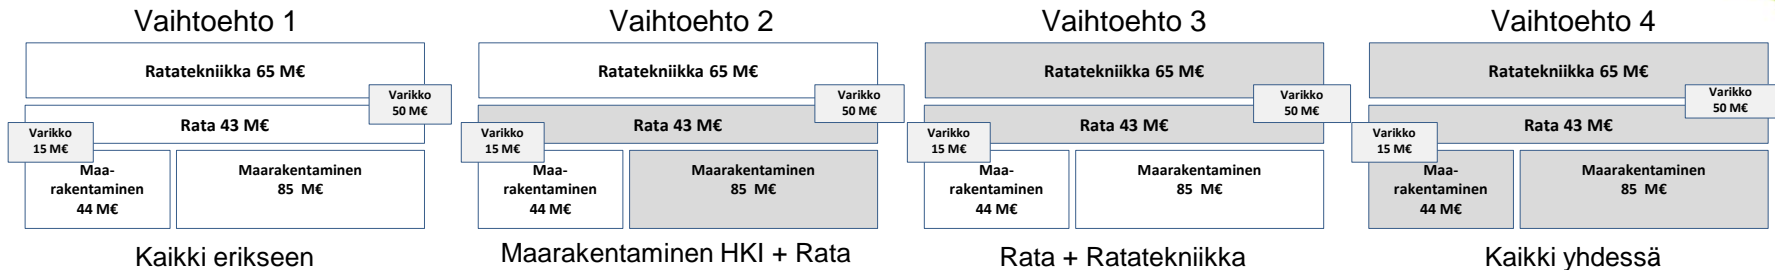 Vaihtoehto 1
Ratatekniikka 65 M€
Varikko
50 M€
Rata 43 M€
Varikko
15 M€
Maa-
rakentaminen
44 M€
Maarakentaminen
85 M€
Kaikki erikseen
Vaihtoehto 2
Ratatekniikka 65 M€
Varikko
50 M€
Rata 43 M€
Varikko
15 M€
Maa-
rakentaminen
44 M€
Maarakentaminen
85 M€
Maarakentaminen HKI + Rata
Vaihtoehto 3
Ratatekniikka 65 M€
Varikko
50 M€
Rata 43 M€
Varikko
15 M€
Maa-
rakentaminen
44 M€
Maarakentaminen
85 M€
Rata + Ratatekniikka
Vaihtoehto 4
Ratatekniikka 65 M€
Varikko
50 M€
Rata 43 M€
Varikko
15 M€
Maa-
rakentaminen
44 M€
Maarakentaminen
85 M€
Kaikki yhdessä